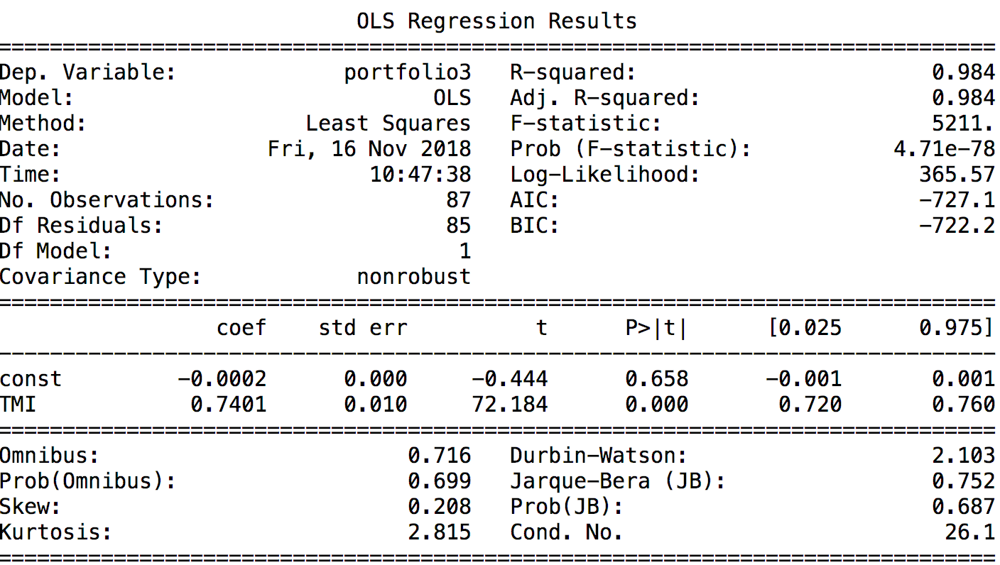 OLS Regression Results
==============================================================================
Dep. Variable:             portfolio3   R-squared:                       0.984
Model:                            OLS   Adj. R-squared:                  0.984
Method:                 Least Squares   F-statistic:                     5211.
Date:                Fri, 16 Nov 2018   Prob (F-statistic):           4.71e-78
Time:                        10:47:38   Log-Likelihood:                 365.57
No. Observations:                  87   AIC:                            -727.1
Df Residuals:                      85   BIC:                            -722.2
Df Model:                           1
Covariance Type:            nonrobust
==============================================================================
                 coef    std err          t      P>|t|      [0.025      0.975]
------------------------------------------------------------------------------
const         -0.0002      0.000     -0.444      0.658      -0.001       0.001
TMI            0.7401      0.010     72.184      0.000       0.720       0.760
==============================================================================
Omnibus:                        0.716   Durbin-Watson:                   2.103
Prob(Omnibus):                  0.699   Jarque-Bera (JB):                0.752
Skew:                           0.208   Prob(JB):                        0.687
Kurtosis:                       2.815   Cond. No.                         26.1
==============================================================================